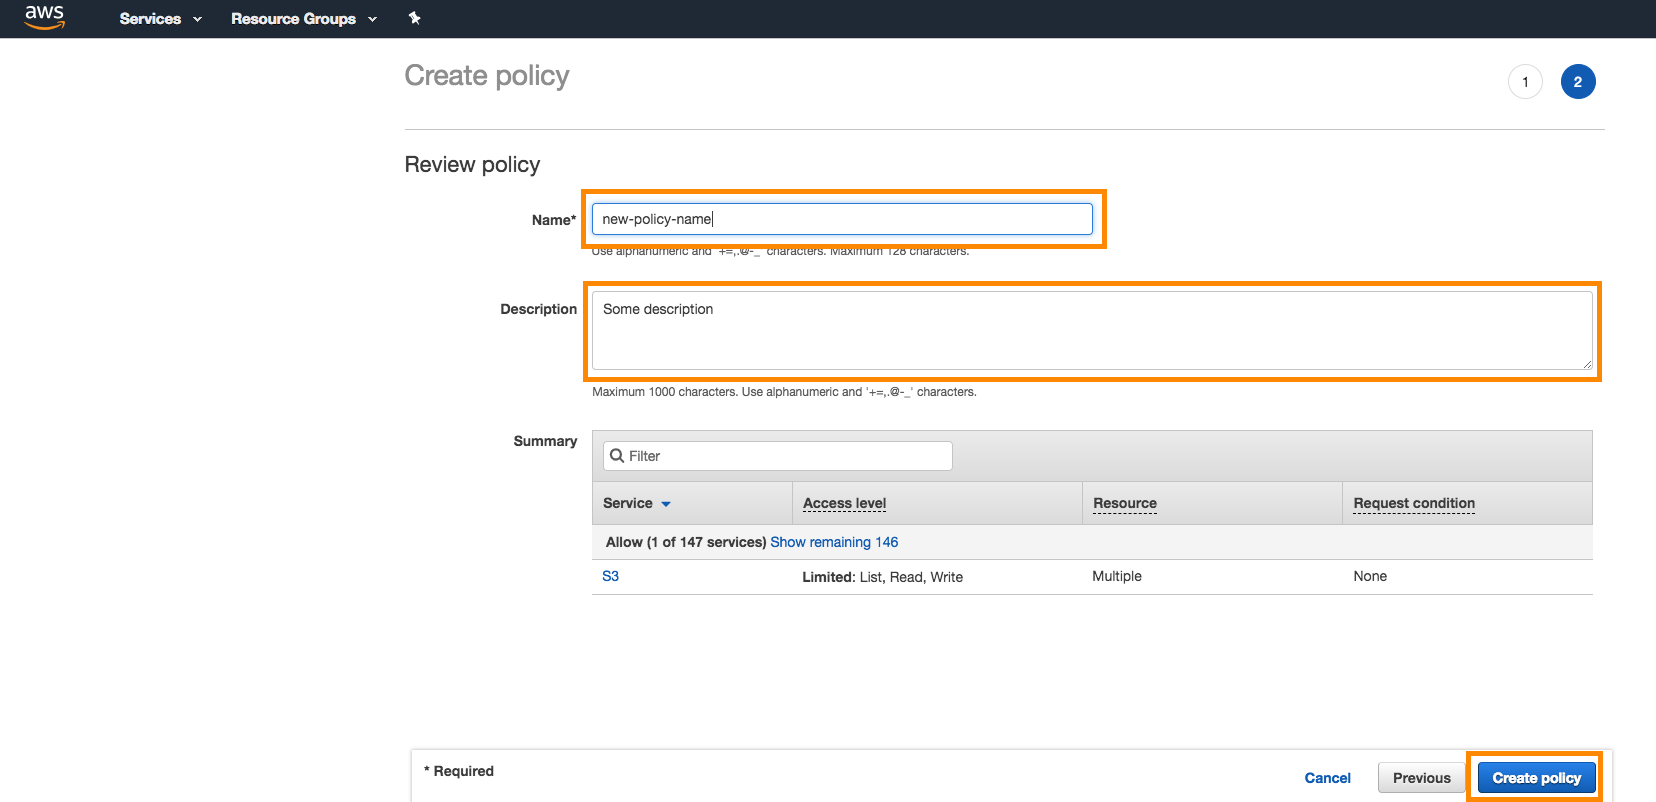 aws Services Resource Groups
Create policy
1 2
Review policy
Name* new-policy-name
Use alphanumeric and '+=,.@-_' characters. Maximum 128 characters.
Description Some description
Maximum 1000 characters. Use alphanumeric and '+=,.@-_' characters.
Summary Filter
Service Access level Resource Request condition
Allow (1 of 147 services) Show remaining 146
S3 Limited: List, Read, Write Multiple None
* Required Cancel Previous Create policy